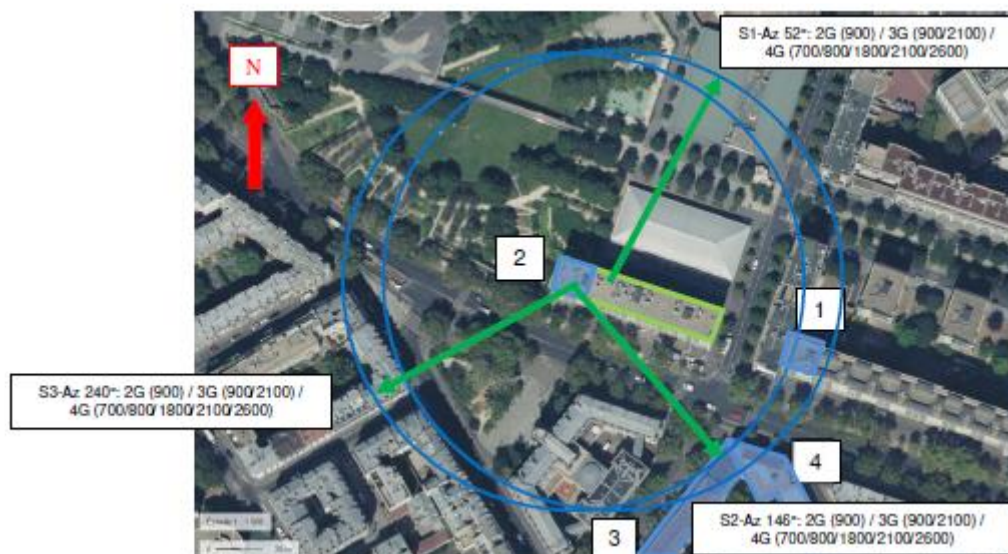 S1-Az 52°: 2G (900) / 3G (900/2100) /
4G (700/800/1800/2100/2600)
N
2
1
S3-Az 240°: 2G (900) / 3G (900/2100) /
4G (700/800/1800/2100/2600)
4
S2-Az 146°: 2G (900) / 3G (900/2100) /
4G (700/800/1800/2100/2600)
3